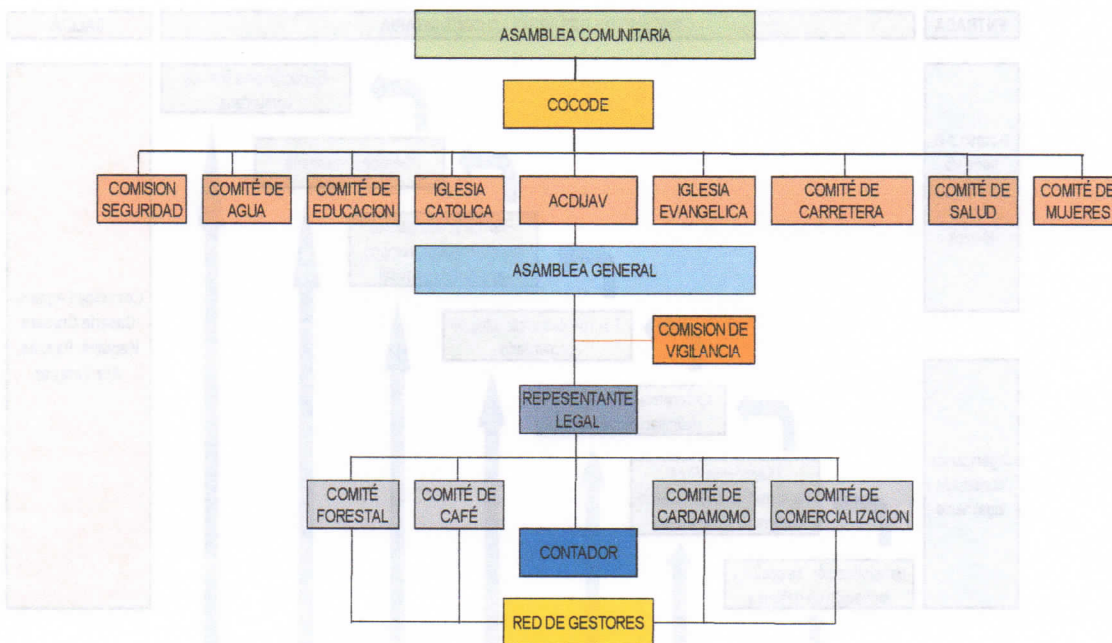 ASAMBLEA COMUNITARIA
COCODE
COMISION
SEGURIDAD
COMITÉ DE
AGUA
COMITÉ DE
EDUCACION
IGLESIA
CATOLICA
ACDIJAV
IGLESIA
EVANGELICA
COMITÉ DE
CARRETERA
COMITÉ DE
SALUD
COMITÉ DE
MUJERES
ASAMBLEA GENERAL
COMISION DE
VIGILANCIA
REPESENTANTE
LEGAL
COMITÉ
FORESTAL
COMITÉ DE
CAFÉ
COMITÉ DE
CARDAMOMO
COMITÉ DE
COMERCIALIZACION
CONTADOR
RED DE GESTORES